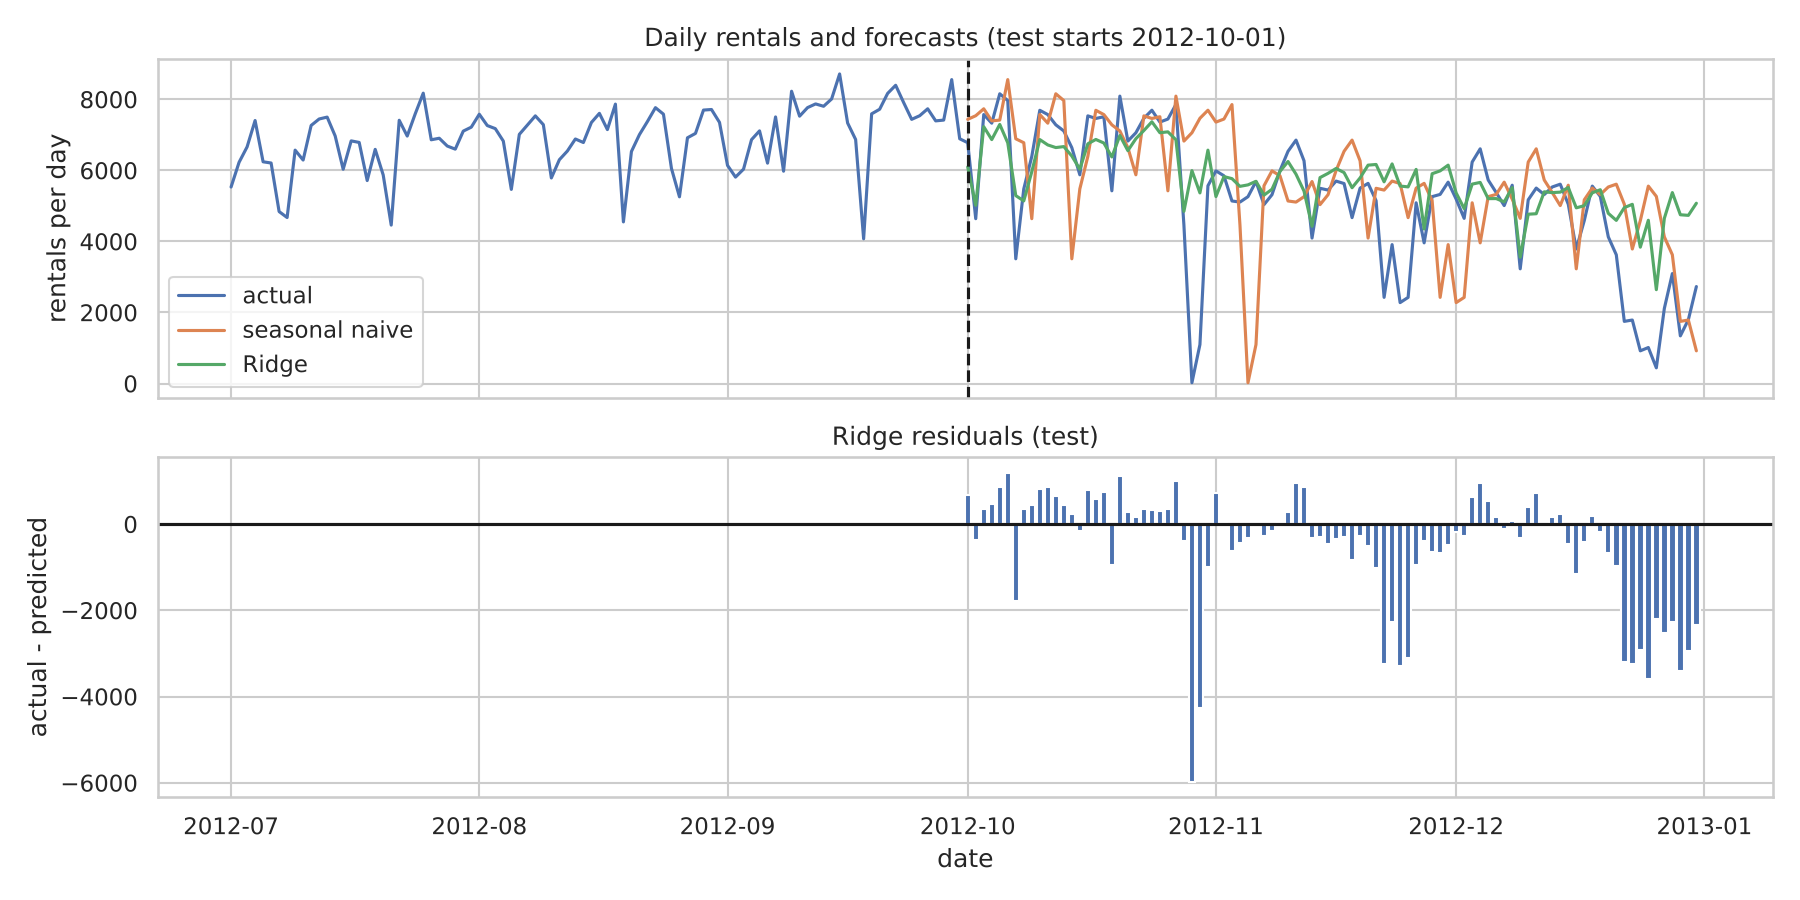 Daily rentals and forecasts (test starts 2012-10-01)
rentals per day
8000
6000
4000
2000
0
actual
seasonal naive
Ridge
Ridge residuals (test)
actual - predicted
0
−2000
−4000
−6000
2012-07 2012-08 2012-09 2012-10 2012-11 2012-12 2013-01
date